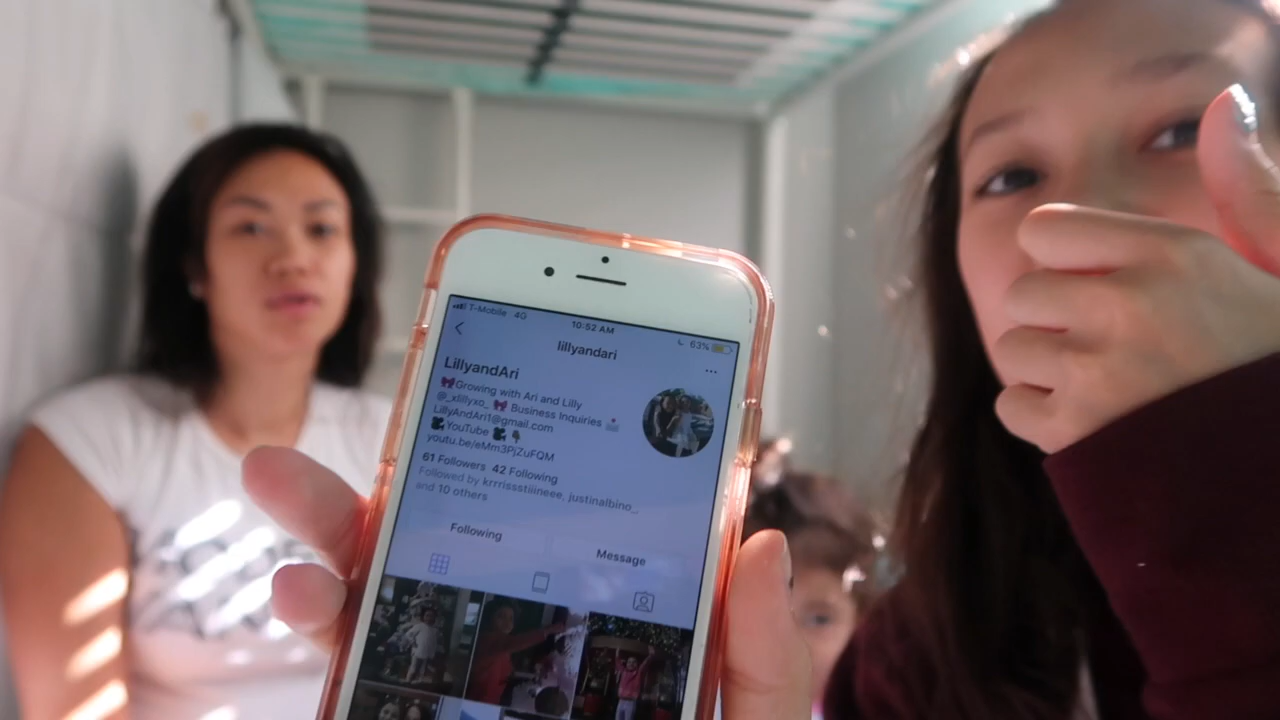 T-Mobile 4G 10:52 AM 63%
lillyandari
LillyandAri
Growing with Ari and Lilly
@_xlillyxo_ Business Inquiries
LillyAndAri1@gmail.com
YouTube
youtu.be/eMm3PjZuFQM
61 Followers 42 Following
Followed by krrrissstiiineee, justinalbino_,
and 10 others
Following Message